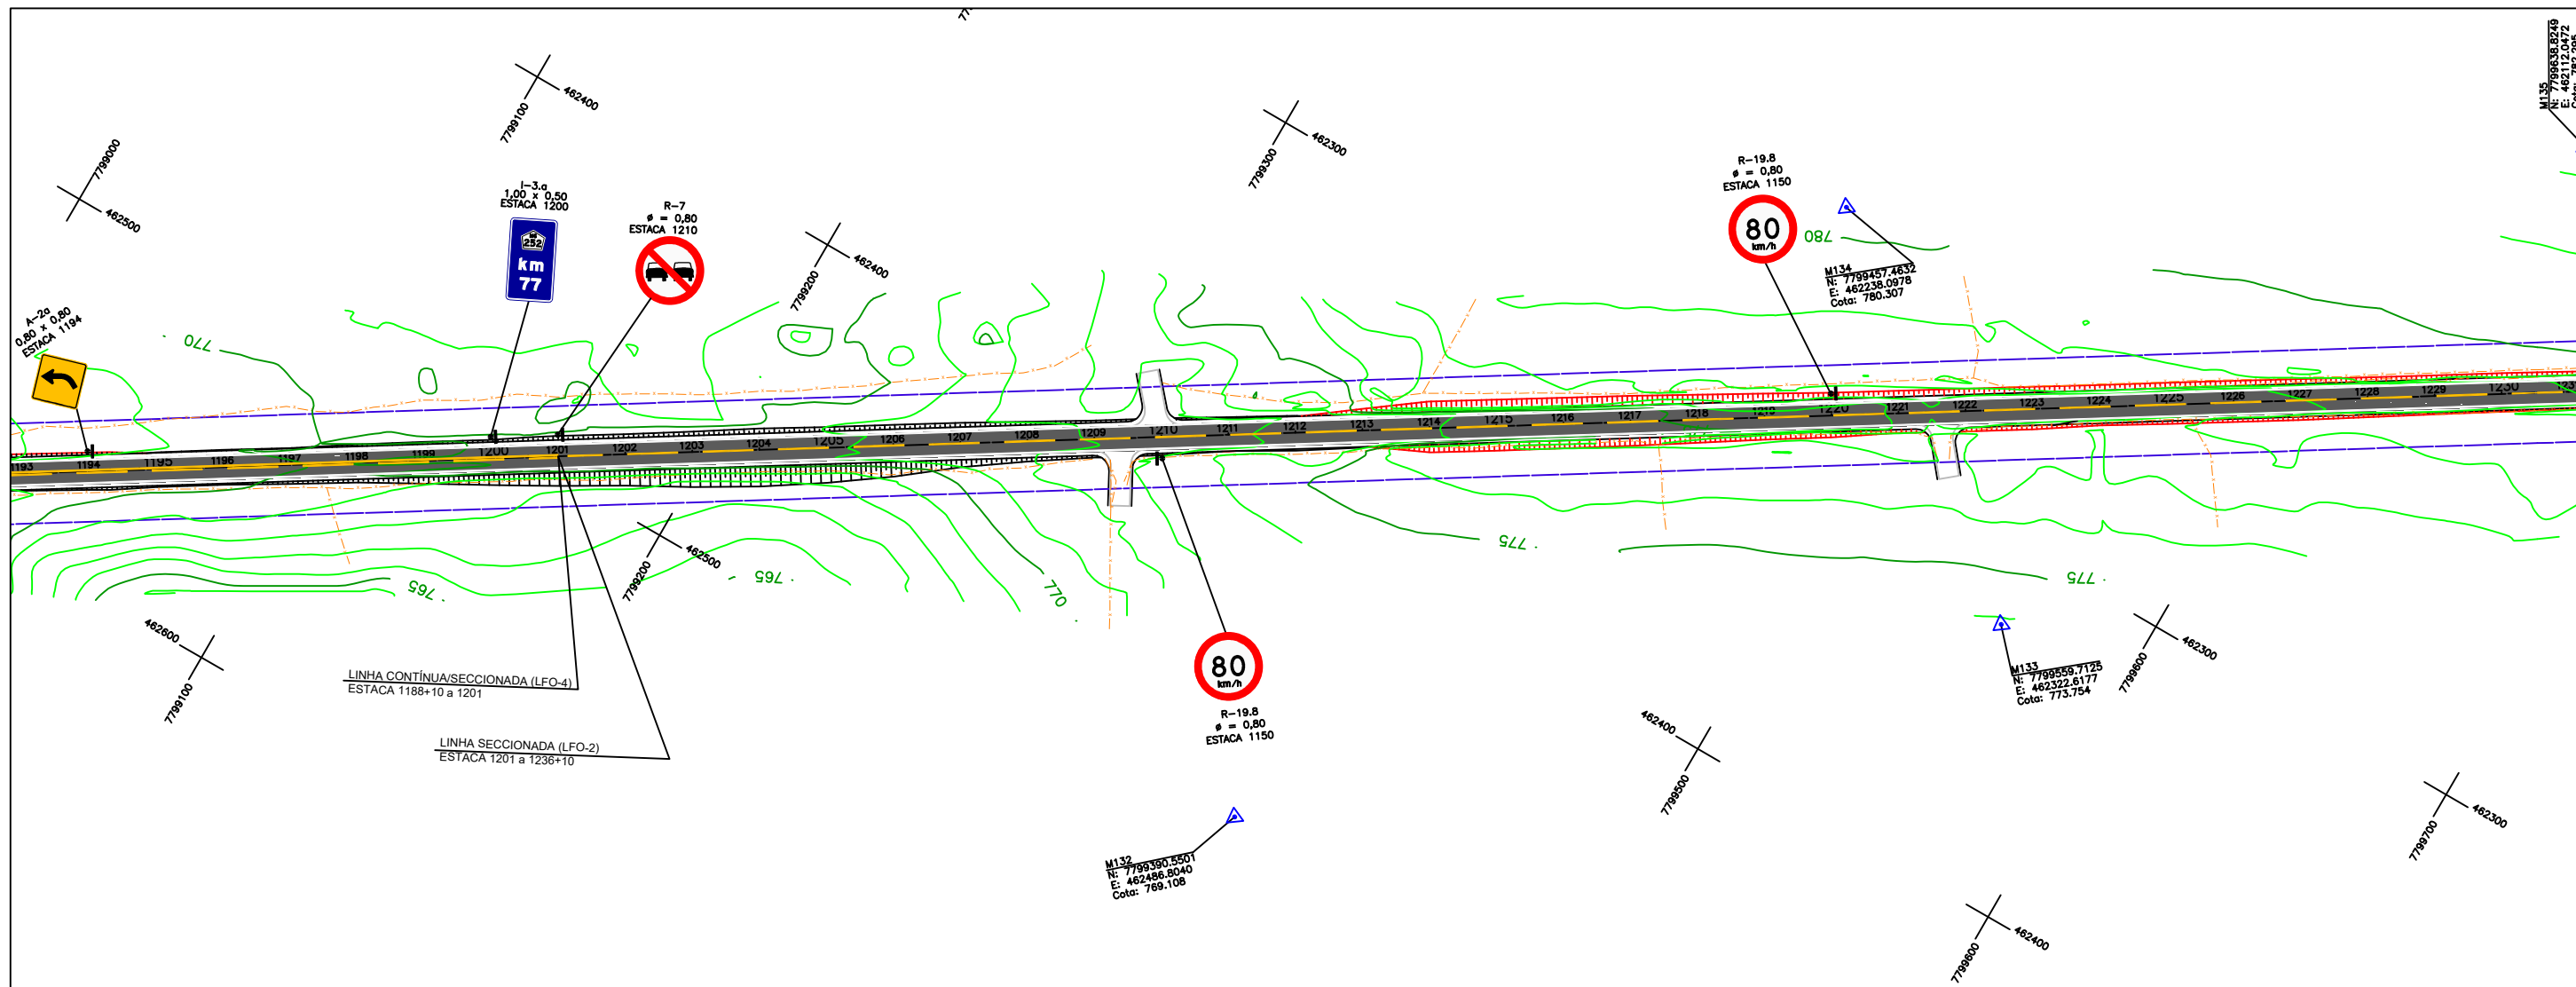 7799000
462500
7799100
462400
I-3.a
1,00 x 0,50
ESTACA 1200
252
km
77
R-7
ø = 0,80
ESTACA 1210
7799200
462400
7799300
462300
R-19.8
ø = 0,80
ESTACA 1150
80
km/h
780
M134
N: 7799457.4632
E: 462238.0978
Cota: 780.307
M135
N: 7799638.8249
E: 462112.0472
A-2a
0,80 x 0,80
ESTACA 1194
770
1193 1194 1195 1196 1197 1198 1199 1200 1201 1202 1203 1204 1205 1206 1207 1208 1209 1210 1211 1212 1213 1214 1215 1216 1217 1218 1219 1220 1221 1222 1223 1224 1225 1226 1227 1228 1229 1230
765
765
770
775
775
7799200
462500
462600
7799100
LINHA CONTÍNUA/SECCIONADA (LFO-4)
ESTACA 1188+10 a 1201
LINHA SECCIONADA (LFO-2)
ESTACA 1201 a 1236+10
80
km/h
R-19.8
ø = 0,80
ESTACA 1150
M132
N: 7799390.5501
E: 462486.8040
Cota: 769.108
M133
N: 7799559.7125
E: 462322.6177
Cota: 773.754
7799600
462300
462400
7799500
7799700
462300
7799600
462400